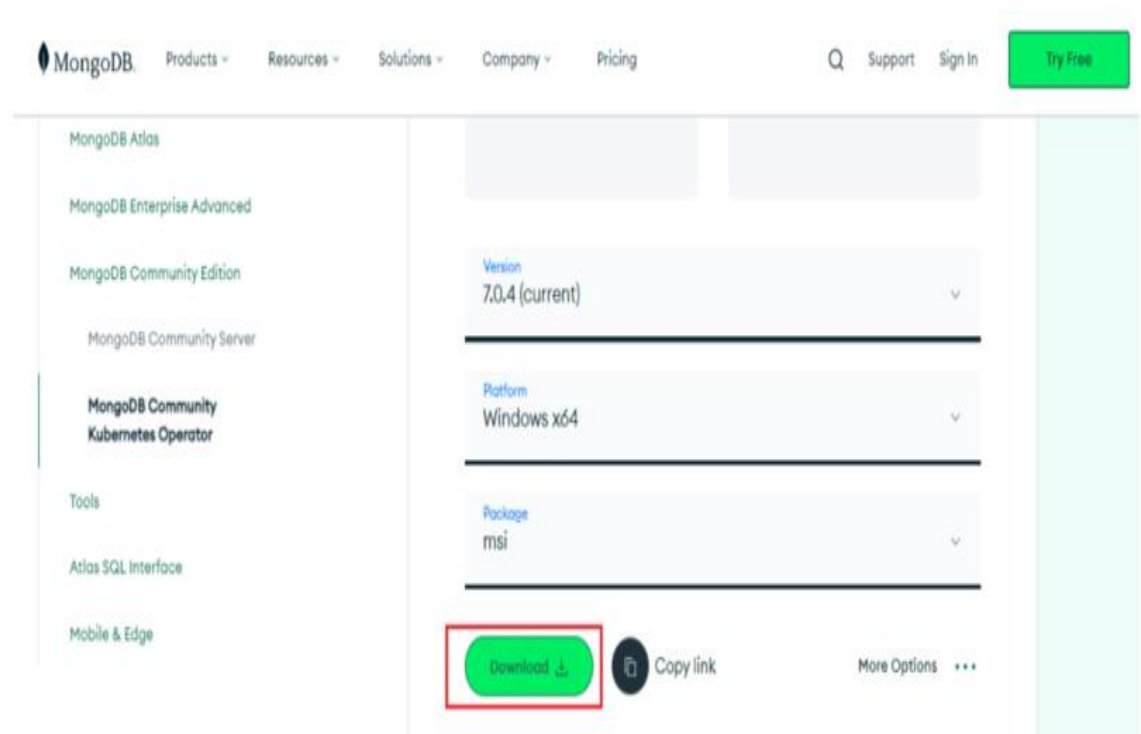 MongoDB.
Products
Resources
Solutions
Company
Pricing
Support
Sign In
Try Free
MongoDB Atlas
MongoDB Enterprise Advanced
MongoDB Community Edition
MongoDB Community Server
MongoDB Community
Kubernetes Operator
Tools
Atlas SQL Interface
Mobile & Edge
Version
7.0.4 (current)
Platform
Windows x64
Package
msi
Download
Copy link
More Options